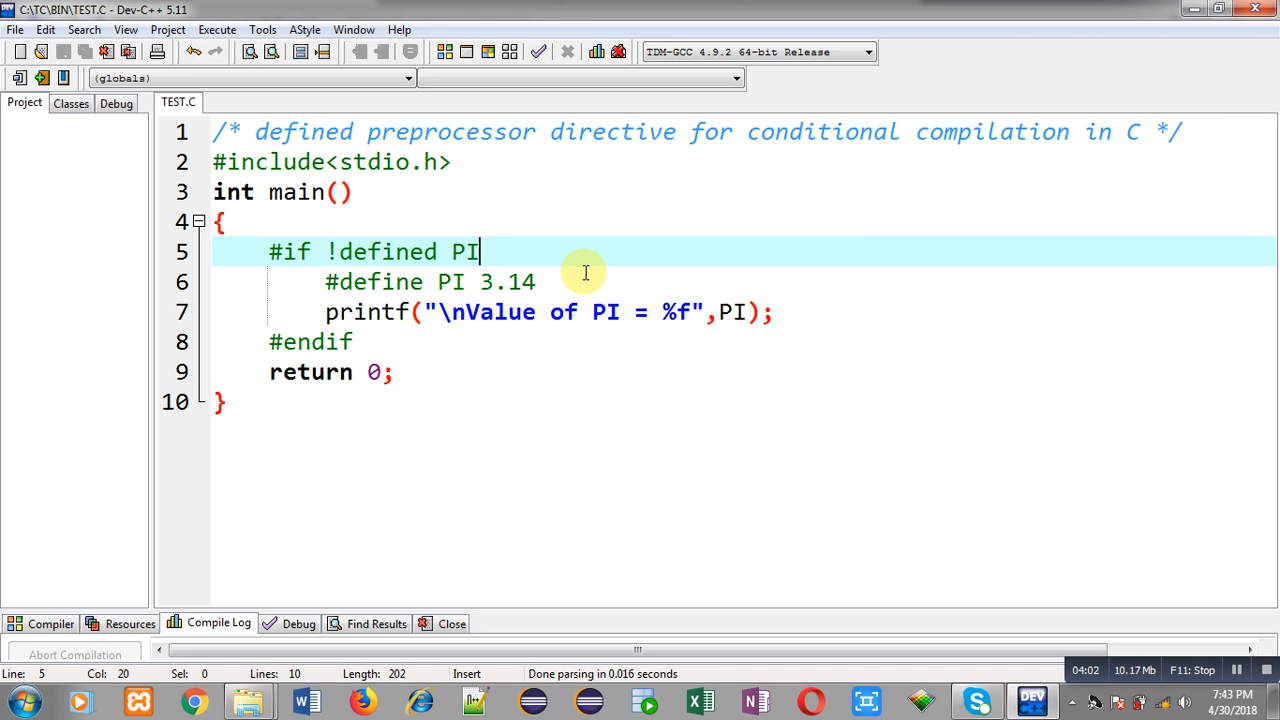 C:\TC\BIN\TEST.C - Dev-C++ 5.11
File Edit Search View Project Execute Tools AStyle Window Help
TDM-GCC 4.9.2 64-bit Release
(globals)
Project Classes Debug TEST.C
1 /* defined preprocessor directive for conditional compilation in C */
2 #include<stdio.h>
3 int main()
4 {
5 #if !defined PI
6 #define PI 3.14
7 printf("\nValue of PI = %f",PI);
8 #endif
9 return 0;
10 }
Compiler Resources Compile Log Debug Find Results Close
Abort Compilation
Line: 5 Col: 20 Sel: 0 Lines: 10 Length: 202 Insert Done parsing in 0.016 seconds
04:02 10.17 Mb F11: Stop
DEV
7:43 PM
4/30/2018